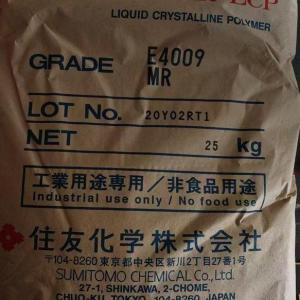 LCP
LIQUID CRYSTALLINE POLYMER
GRADE E4009
MR
LOT No. 20Y02RT1
NET 25 kg
工業用途専用／非食品用途
Industrial use only / No food use
住友化学株式会社
〒104-8260 東京都中央区新川2丁目27番1号
SUMITOMO CHEMICAL Co., Ltd.
27-1, SHINKAWA, 2-CHOME,
CHUO-KU, TOKYO, 104-8260, JAPAN